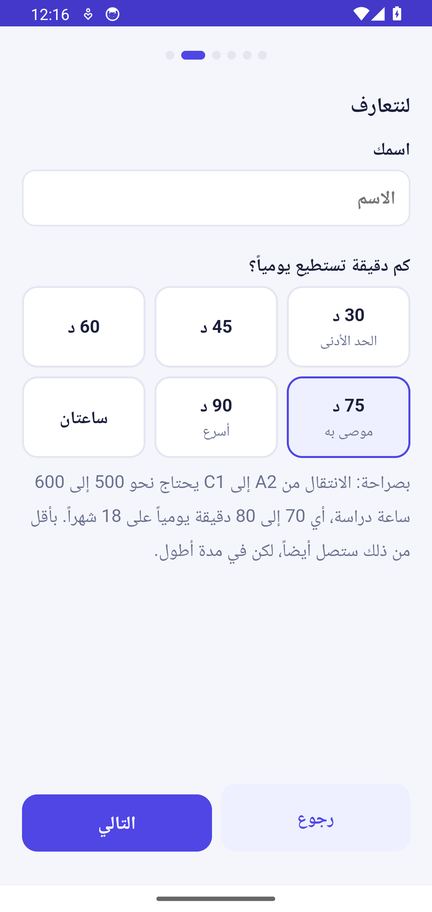 12:16
لنتعارف
اسمك
الاسم
كم دقيقة تستطيع يومياً؟
30 د
الحد الأدنى
45 د
60 د
75 د
موصى به
90 د
أسرع
ساعتان
بصراحة: الانتقال من A2 إلى C1 يحتاج نحو 500 إلى 600
ساعة دراسة، أي 70 إلى 80 دقيقة يومياً على 18 شهراً. بأقل
من ذلك ستصل أيضاً، لكن في مدة أطول.
رجوع
التالي